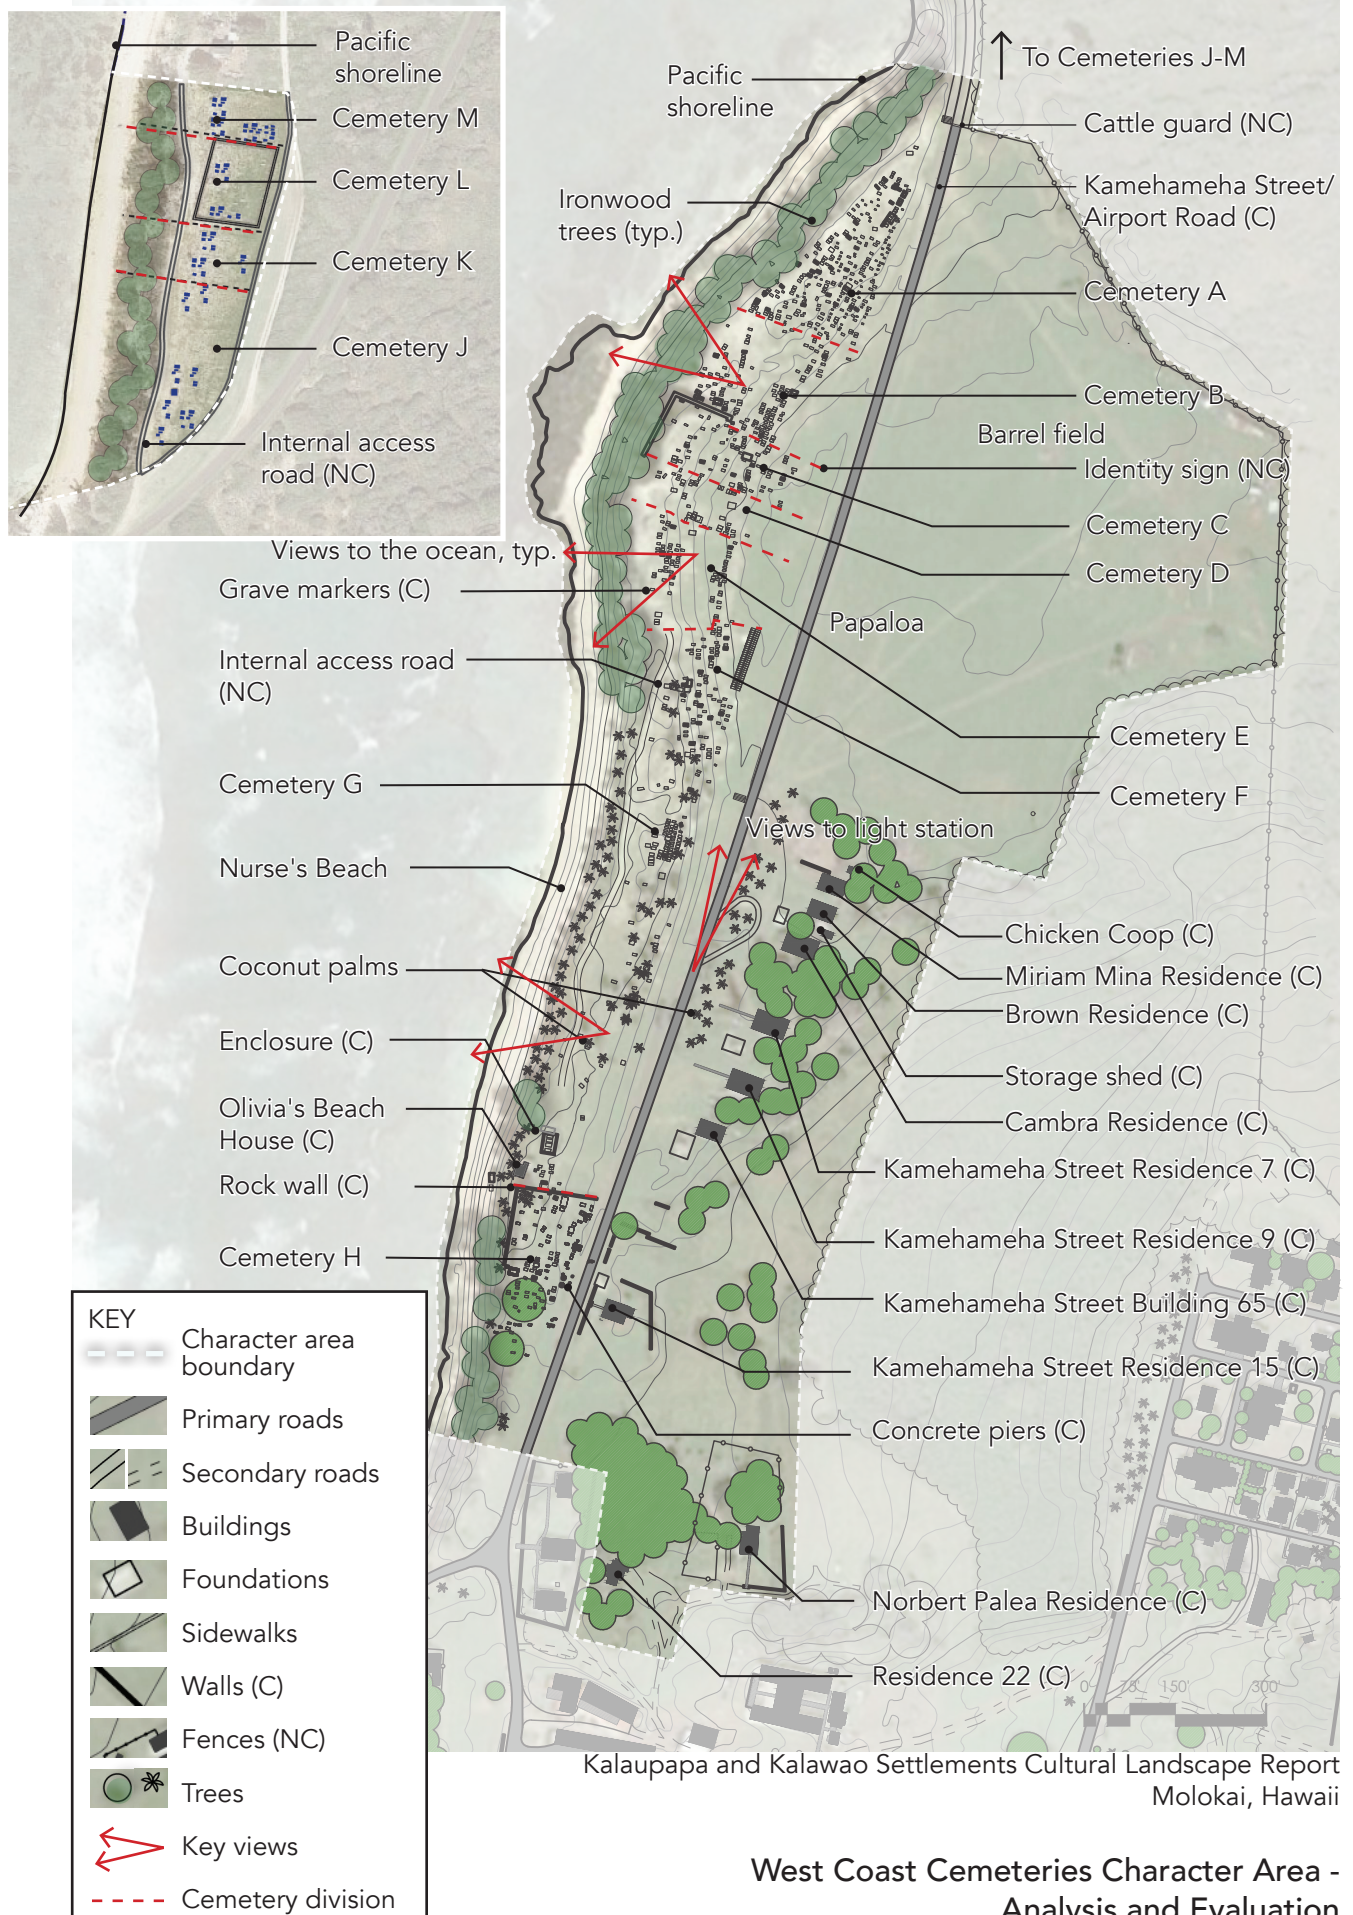 Pacific
shoreline
Cemetery M
Cemetery L
Cemetery K
Cemetery J
Internal access
road (NC)
To Cemeteries J-M
Pacific
shoreline
Cattle guard (NC)
Kamehameha Street/
Airport Road (C)
Ironwood
trees (typ.)
Cemetery A
Cemetery B
Barrel field
Identity sign (NC)
Cemetery C
Cemetery D
Views to the ocean, typ.
Grave markers (C)
Papaloa
Internal access road
(NC)
Cemetery E
Cemetery F
Cemetery G
Views to light station
Nurse's Beach
Chicken Coop (C)
Miriam Mina Residence (C)
Brown Residence (C)
Coconut palms
Enclosure (C)
Storage shed (C)
Cambra Residence (C)
Olivia's Beach
House (C)
Rock wall (C)
Kamehameha Street Residence 7 (C)
Kamehameha Street Residence 9 (C)
Cemetery H
Kamehameha Street Building 65 (C)
Kamehameha Street Residence 15 (C)
Concrete piers (C)
Norbert Palea Residence (C)
Residence 22 (C)
0 75' 150' 300'
KEY
Character area
boundary
Primary roads
Secondary roads
Buildings
Foundations
Sidewalks
Walls (C)
Fences (NC)
Trees
Key views
Cemetery division
Kalaupapa and Kalawao Settlements Cultural Landscape Report
Molokai, Hawaii
West Coast Cemeteries Character Area -
Analysis and Evaluation